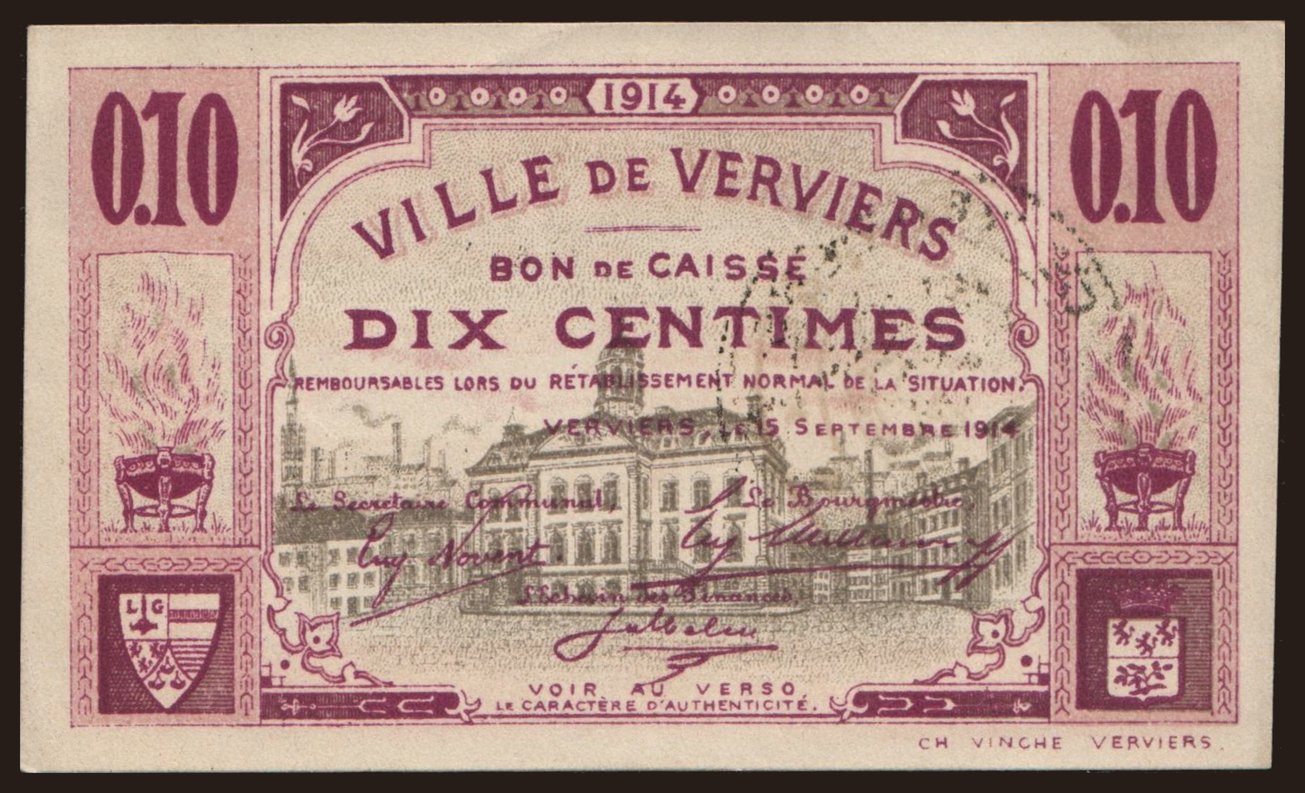 1914
0.10
0.10
VILLE DE VERVIERS
BON DE CAISSE
DIX CENTIMES
REMBOURSABLES LORS DU RÉTABLISSEMENT NORMAL DE LA SITUATION.
VERVIERS LE 15 SEPTEMBRE 1914
Le Secrétaire Communal,
Le Bourgmestre,
L'Échevin des Finances,
L G
VOIR AU VERSO
LE CARACTÈRE D'AUTHENTICITÉ.
CH VINCHE VERVIERS.